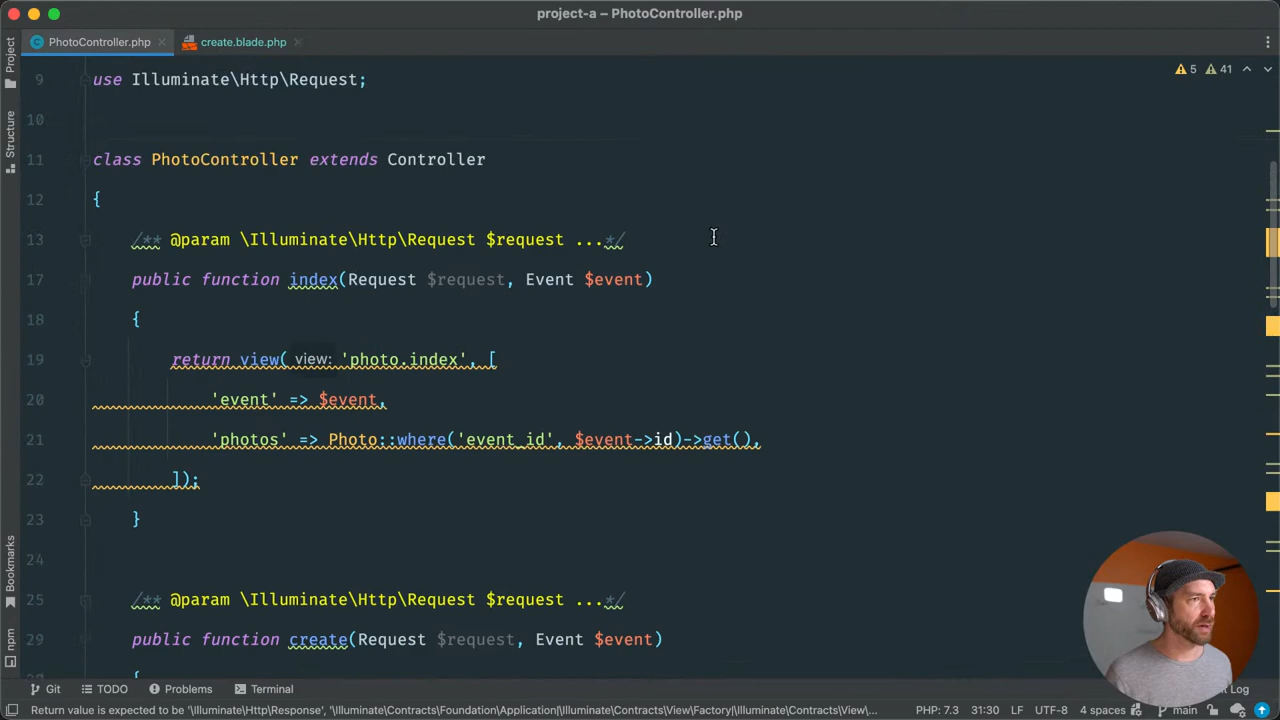 project-a – PhotoController.php
PhotoController.php
create.blade.php
Project
Structure
Bookmarks
npm
5 41
9 use Illuminate\Http\Request;
10
11 class PhotoController extends Controller
12 {
13 /** @param \Illuminate\Http\Request $request ...*/
17 public function index(Request $request, Event $event)
18 {
19 return view( view: 'photo.index', [
20 'event' => $event,
21 'photos' => Photo::where('event_id', $event->id)->get(),
22 ]);
23 }
24
25 /** @param \Illuminate\Http\Request $request ...*/
29 public function create(Request $request, Event $event)
{
Git TODO Problems Terminal t Log
Return value is expected to be '\Illuminate\Http\Response', '\Illuminate\Contracts\Foundation\Application|\Illuminate\Contracts\View\Factory|\Illuminate\Contracts\View\... PHP: 7.3 31:30 LF UTF-8 4 spaces main